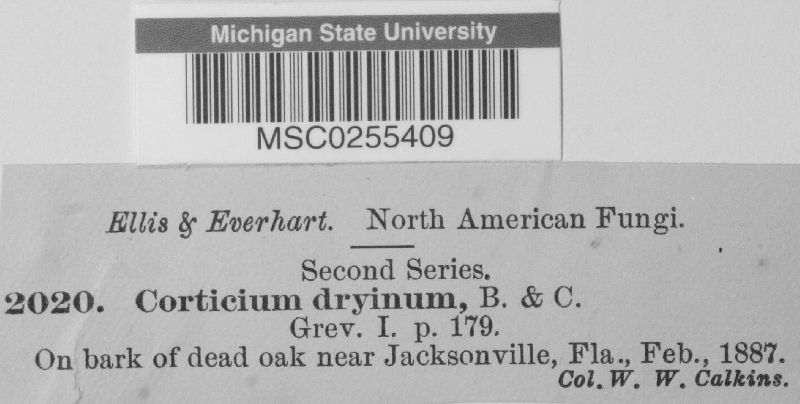 Michigan State University
MSC0255409
Ellis & Everhart. North American Fungi.
Second Series.
2020. Corticium dryinum, B. & C.
Grev. I. p. 179.
On bark of dead oak near Jacksonville, Fla., Feb., 1887.
Col. W. W. Calkins.